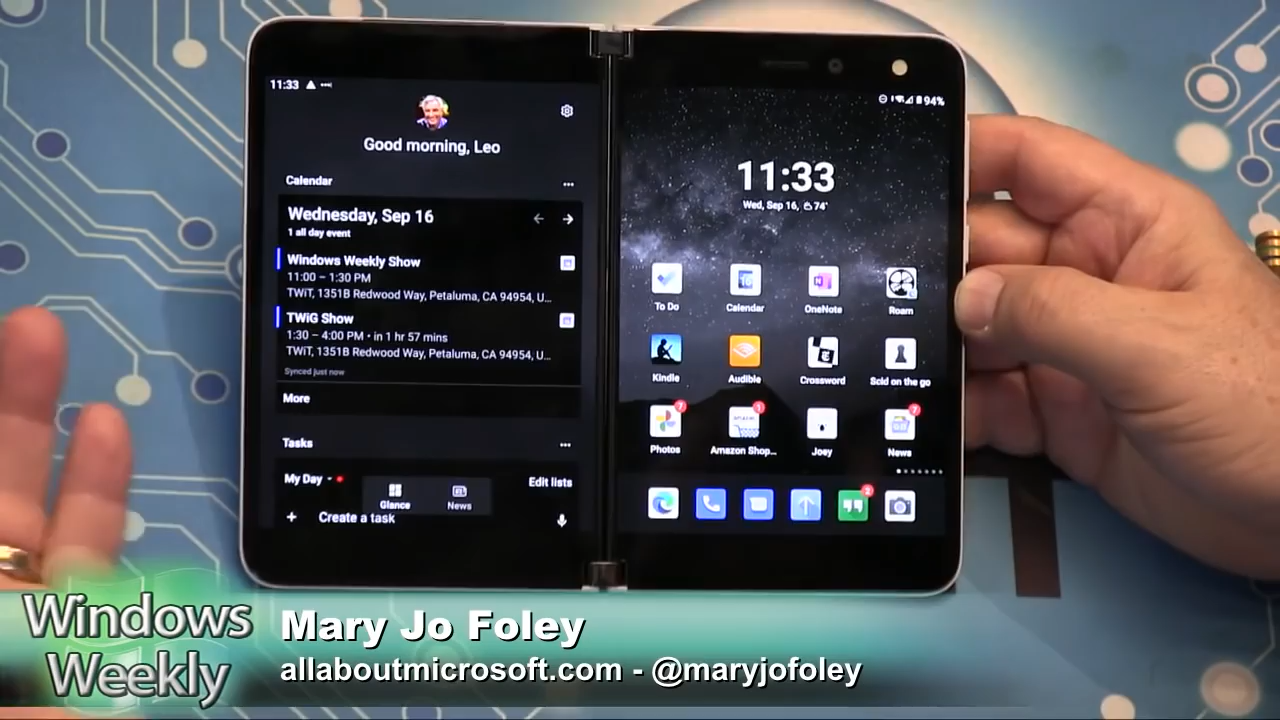 11:33
Good morning, Leo
Calendar
Wednesday, Sep 16
1 all day event
Windows Weekly Show
11:00 – 1:30 PM
TWiT, 1351B Redwood Way, Petaluma, CA 94954, U...
TWiG Show
1:30 – 4:00 PM • in 1 hr 57 mins
TWiT, 1351B Redwood Way, Petaluma, CA 94954, U...
Synced just now
More
Tasks
My Day
Edit lists
Glance
News
+ Create a task
94%
11:33
Wed, Sep 16, 74°
To Do
Calendar
OneNote
Roam
Kindle
Audible
Crossword
Scid on the go
7
1
7
Photos
Amazon Shop...
Joey
News
2
Windows
Weekly
Mary Jo Foley
allaboutmicrosoft.com - @maryjofoley